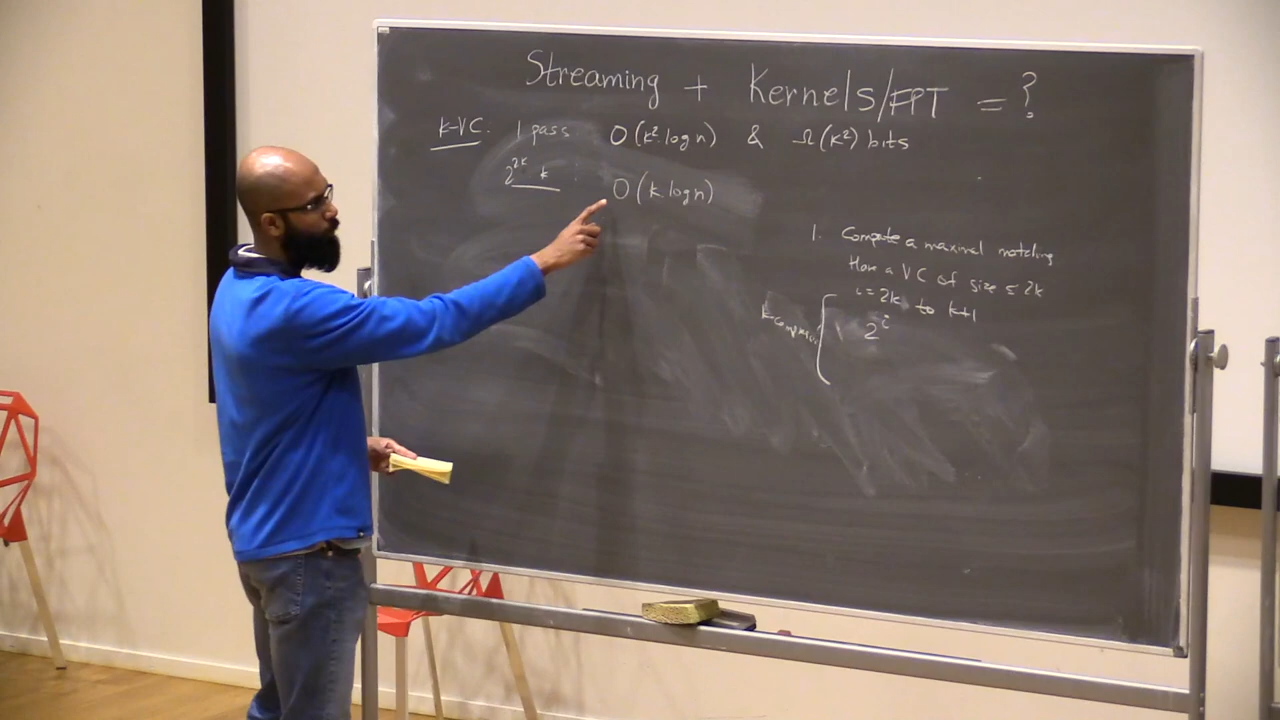 Streaming + Kernels/FPT = ?
k-VC: 1 pass O(k² log n) & Ω(k²) bits
2^{2k} k : O(k log n)
1. Compute a maximal matching
Have a VC of size ≤ 2k
i = 2k to k+1
2^i